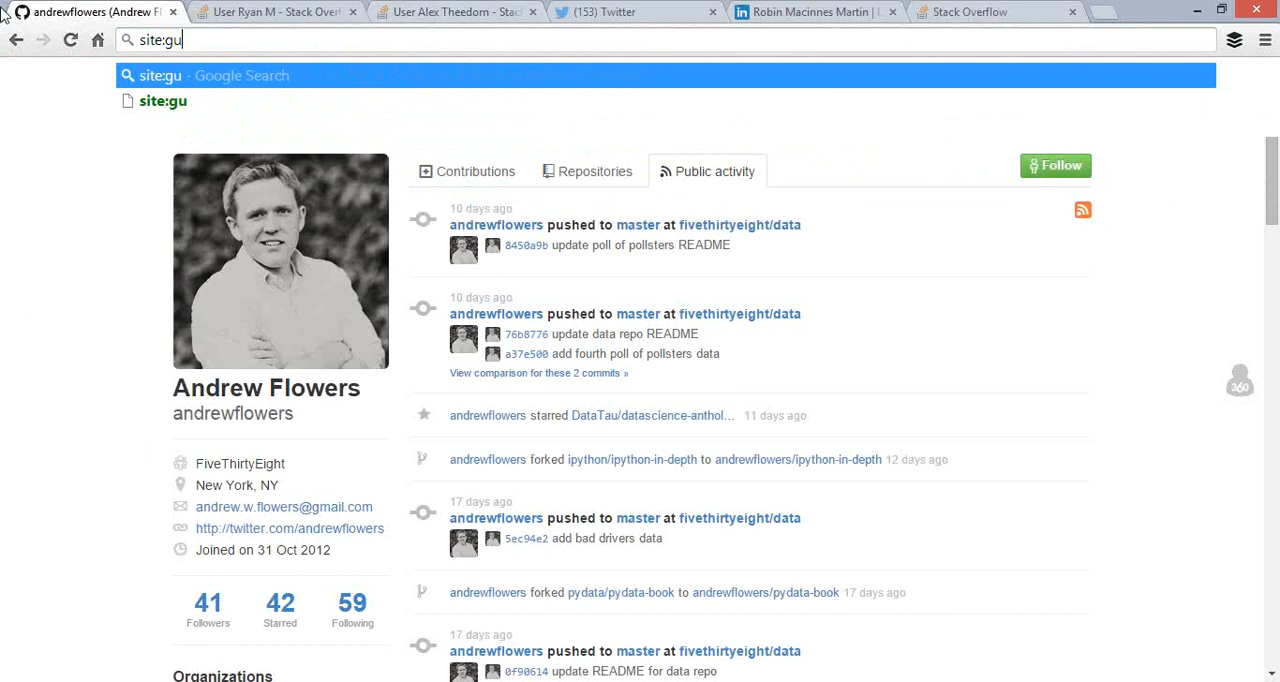 andrewflowers (Andrew Fl
User Ryan M - Stack Over
User Alex Theedom - Stac
(153) Twitter
Robin Macinnes Martin | L
Stack Overflow
site:gu
site:gu - Google Search
site:gu
Contributions
Repositories
Public activity
Follow
10 days ago
andrewflowers pushed to master at fivethirtyeight/data
8450a9b update poll of pollsters README
10 days ago
andrewflowers pushed to master at fivethirtyeight/data
76b8776 update data repo README
a37e500 add fourth poll of pollsters data
View comparison for these 2 commits »
andrewflowers starred DataTau/datascience-anthol… 11 days ago
andrewflowers forked ipython/ipython-in-depth to andrewflowers/ipython-in-depth 12 days ago
17 days ago
andrewflowers pushed to master at fivethirtyeight/data
5ec94e2 add bad drivers data
andrewflowers forked pydata/pydata-book to andrewflowers/pydata-book 17 days ago
17 days ago
andrewflowers pushed to master at fivethirtyeight/data
0f90614 update README for data repo
Andrew Flowers
andrewflowers
FiveThirtyEight
New York, NY
andrew.w.flowers@gmail.com
http://twitter.com/andrewflowers
Joined on 31 Oct 2012
41 42 59
Followers Starred Following
Organizations
360